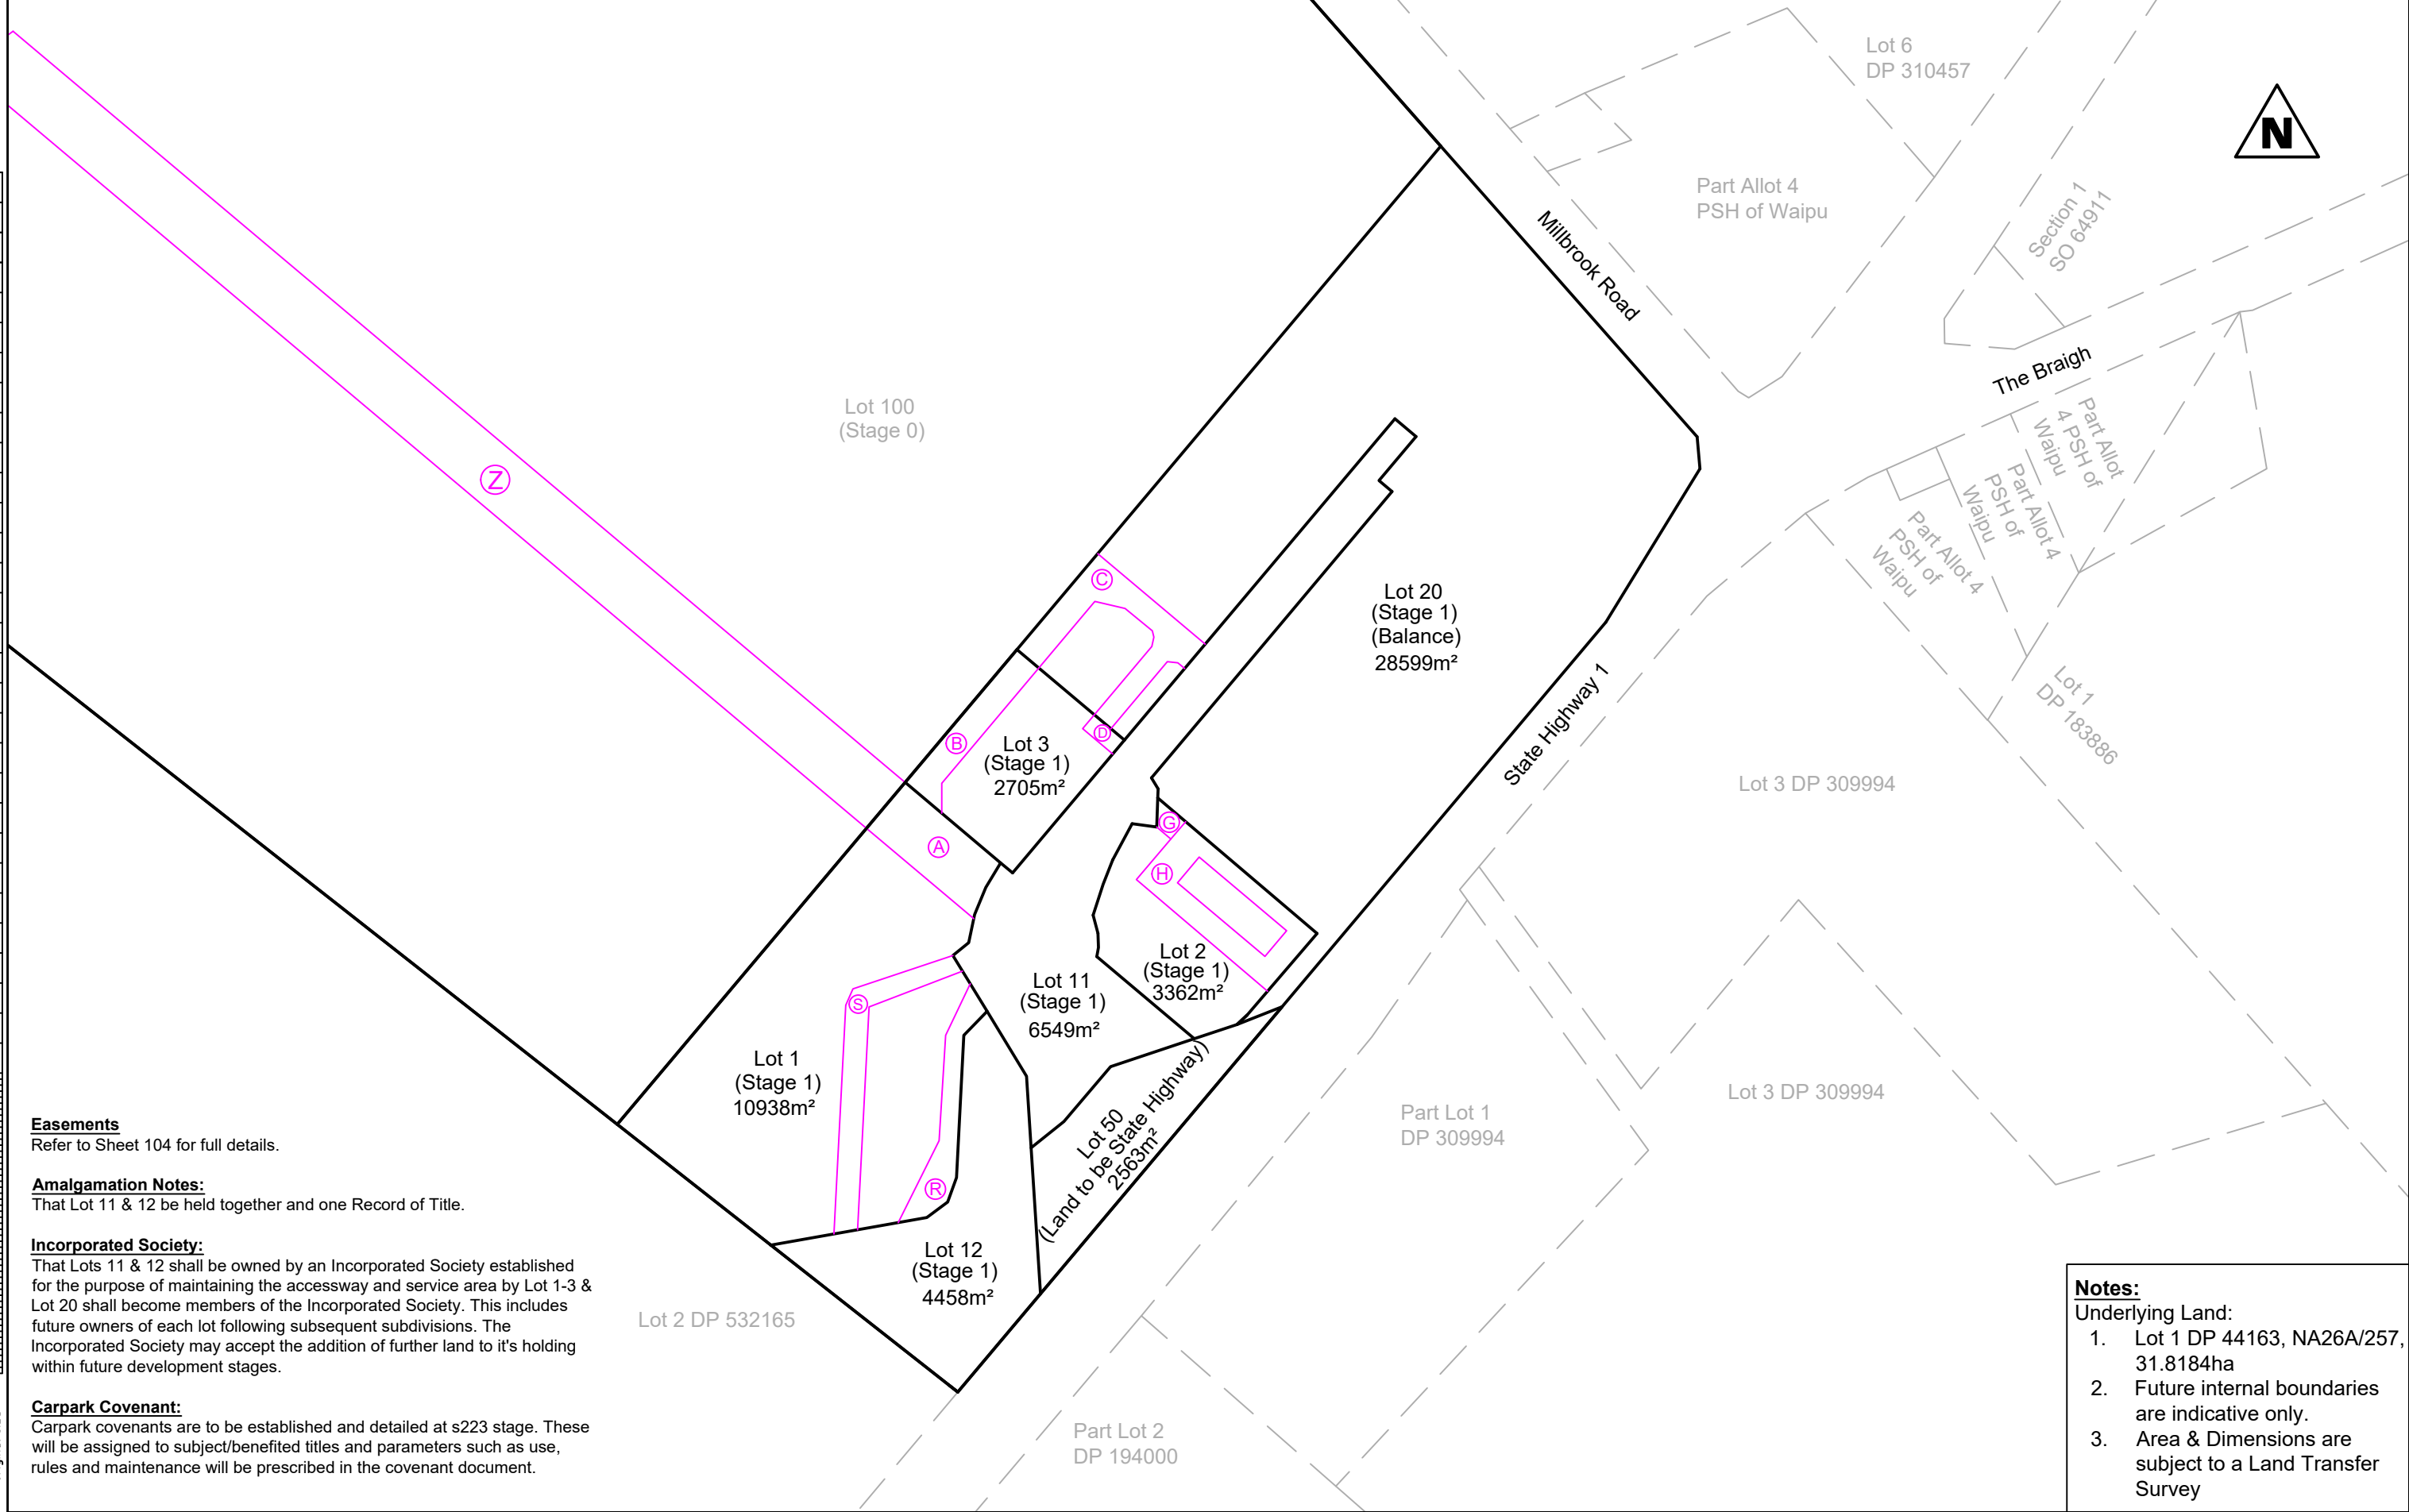 Lot 6
DP 310457
N
Part Allot 4
PSH of Waipu
Section 1
SO 64911
Millbrook Road
The Braigh
Part Allot
4 PSH of
Waipu
Part Allot 4
PSH of
Waipu
Part Allot 4
PSH of
Waipu
Lot 1
DP 183886
Lot 100
(Stage 0)
Z
C
Lot 20
(Stage 1)
(Balance)
28599m²
State Highway 1
B
D
Lot 3
(Stage 1)
2705m²
Lot 3 DP 309994
G
A
H
Lot 2
(Stage 1)
3362m²
Lot 11
(Stage 1)
6549m²
S
Lot 1
(Stage 1)
10938m²
R
Lot 50
(Land to be State Highway)
2563m²
Part Lot 1
DP 309994
Lot 3 DP 309994
Lot 12
(Stage 1)
4458m²
Lot 2 DP 532165
Part Lot 2
DP 194000
Easements
Refer to Sheet 104 for full details.
Amalgamation Notes:
That Lot 11 & 12 be held together and one Record of Title.
Incorporated Society:
That Lots 11 & 12 shall be owned by an Incorporated Society established
for the purpose of maintaining the accessway and service area by Lot 1-3 &
Lot 20 shall become members of the Incorporated Society. This includes
future owners of each lot following subsequent subdivisions. The
Incorporated Society may accept the addition of further land to it's holding
within future development stages.
Carpark Covenant:
Carpark covenants are to be established and detailed at s223 stage. These
will be assigned to subject/benefited titles and parameters such as use,
rules and maintenance will be prescribed in the covenant document.
Notes:
Underlying Land:
1. Lot 1 DP 44163, NA26A/257,
31.8184ha
2. Future internal boundaries
are indicative only.
3. Area & Dimensions are
subject to a Land Transfer
Survey